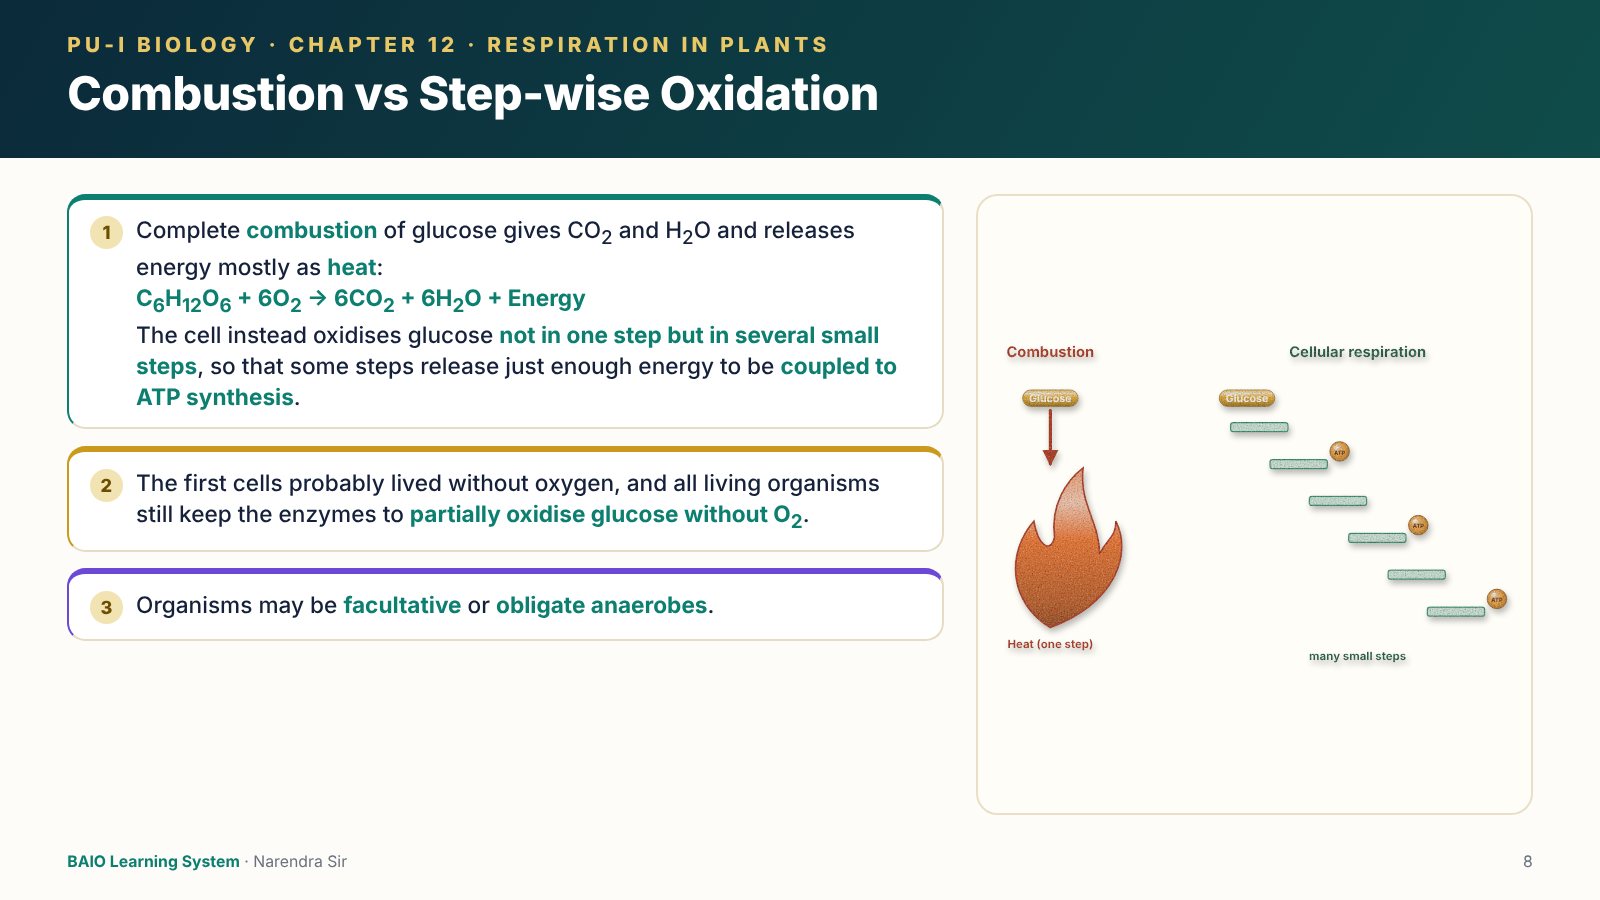 PU-I BIOLOGY · CHAPTER 12 · RESPIRATION IN PLANTS
Combustion vs Step-wise Oxidation
1
Complete combustion of glucose gives CO₂ and H₂O and releases
energy mostly as heat:
C₆H₁₂O₆ + 6O₂ → 6CO₂ + 6H₂O + Energy
The cell instead oxidises glucose not in one step but in several small
steps, so that some steps release just enough energy to be coupled to
ATP synthesis.
2
The first cells probably lived without oxygen, and all living organisms
still keep the enzymes to partially oxidise glucose without O₂.
3
Organisms may be facultative or obligate anaerobes.
Combustion
Glucose
Heat (one step)
Cellular respiration
Glucose
ATP
ATP
ATP
many small steps
BAIO Learning System · Narendra Sir
8